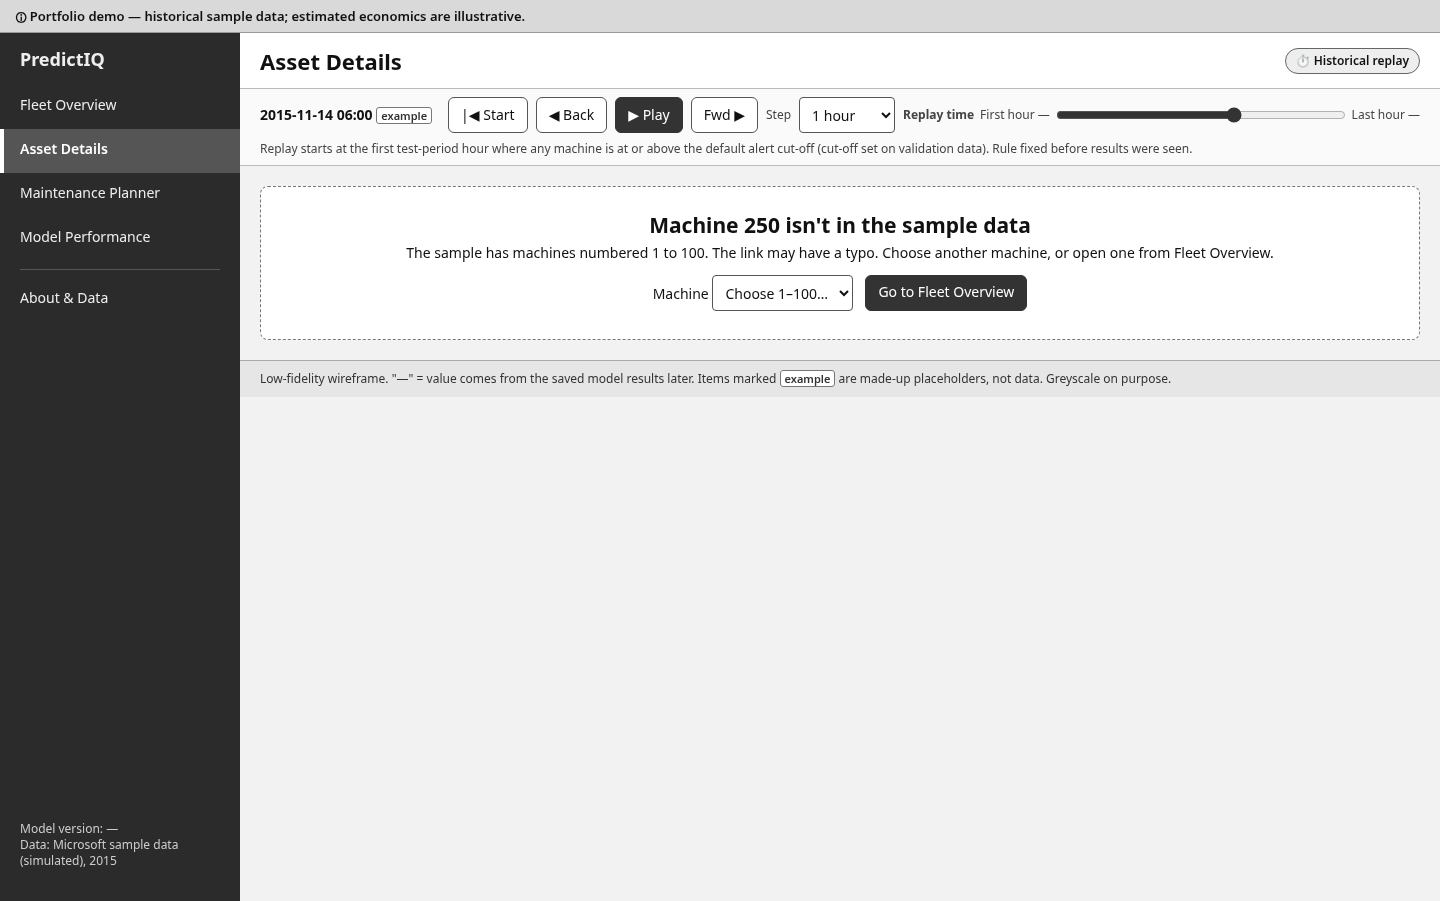 ⓘ Portfolio demo — historical sample data; estimated economics are illustrative.
PredictIQ
Fleet Overview
Asset Details
Maintenance Planner
Model Performance
About & Data
Model version: —
Data: Microsoft sample data
(simulated), 2015
Asset Details
⏱ Historical replay
2015-11-14 06:00 example |◀ Start ◀ Back ▶ Play Fwd ▶ Step 1 hour Replay time First hour — Last hour —
Replay starts at the first test-period hour where any machine is at or above the default alert cut-off (cut-off set on validation data). Rule fixed before results were seen.
Machine 250 isn't in the sample data
The sample has machines numbered 1 to 100. The link may have a typo. Choose another machine, or open one from Fleet Overview.
Machine Choose 1–100... Go to Fleet Overview
Low-fidelity wireframe. "—" = value comes from the saved model results later. Items marked example are made-up placeholders, not data. Greyscale on purpose.